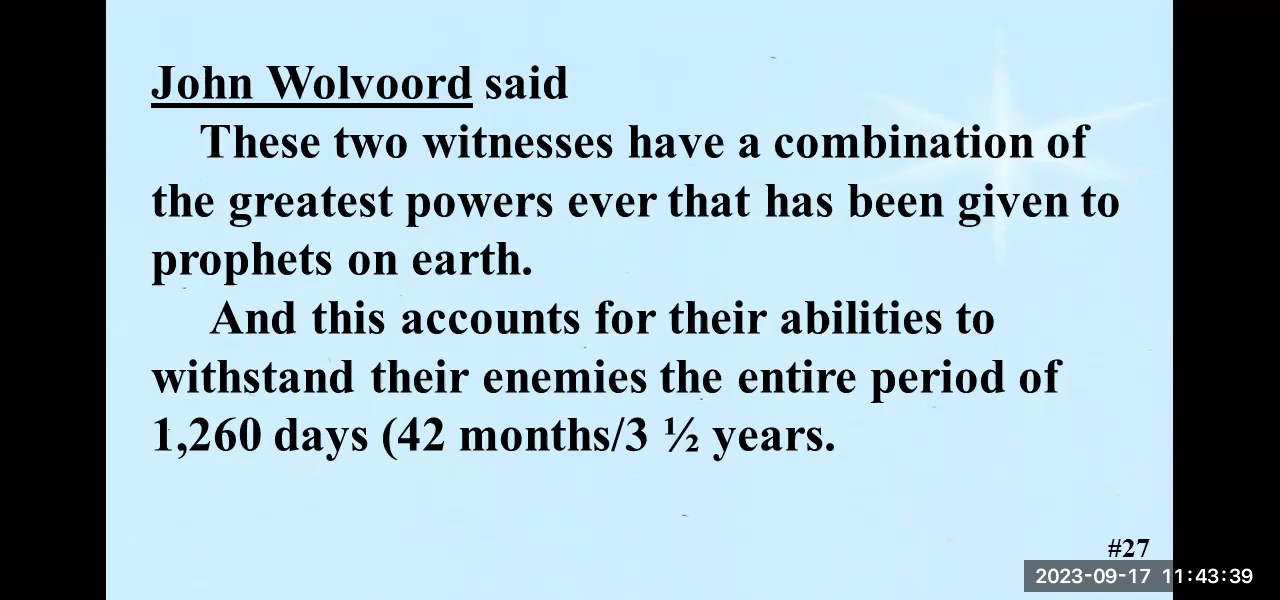 John Wolvoord said
These two witnesses have a combination of
the greatest powers ever that has been given to
prophets on earth.
And this accounts for their abilities to
withstand their enemies the entire period of
1,260 days (42 months/3 ½ years.
#27
2023-09-17 11:43:39